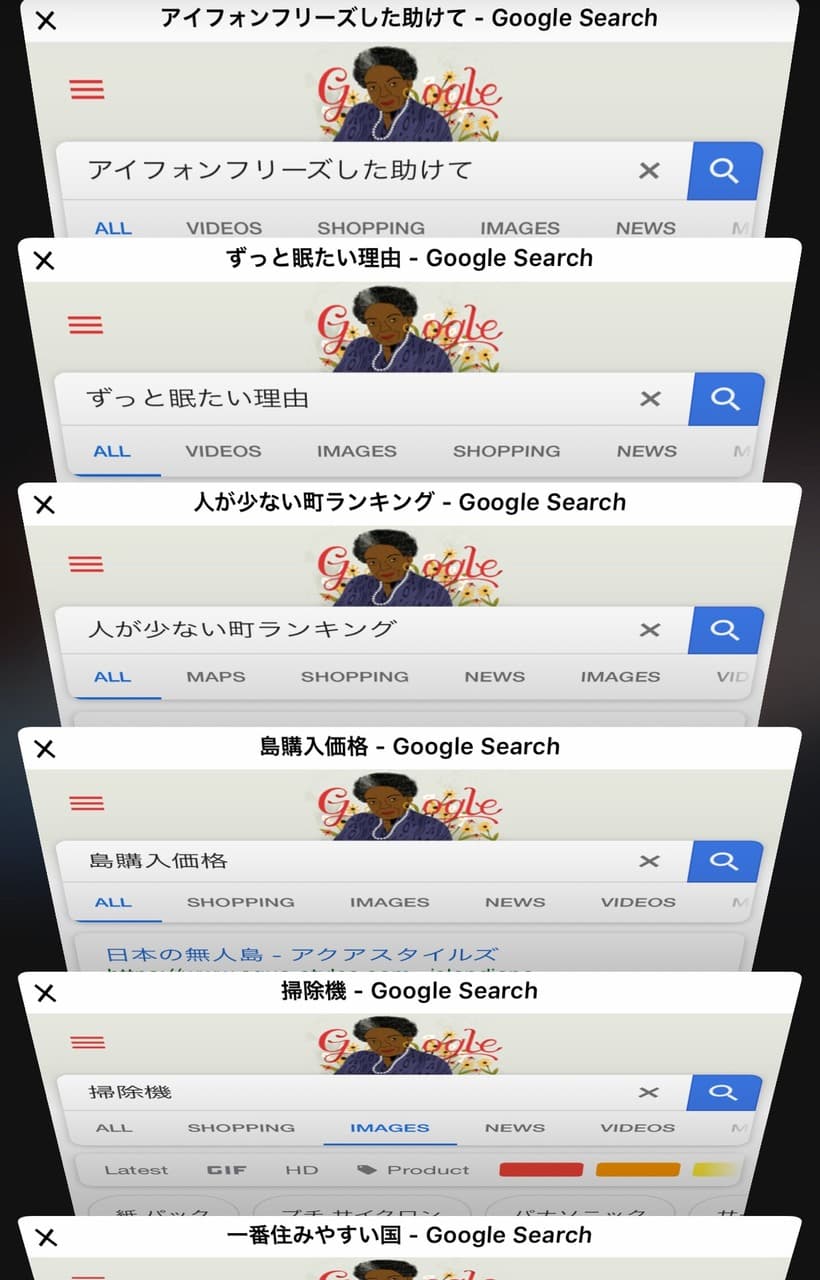 アイフォンフリーズした助けて - Google Search
Google
アイフォンフリーズした助けて
ALL VIDEOS SHOPPING IMAGES NEWS M
ずっと眠たい理由 - Google Search
Google
ずっと眠たい理由
ALL VIDEOS IMAGES SHOPPING NEWS M
人が少ない町ランキング - Google Search
Google
人が少ない町ランキング
ALL MAPS SHOPPING NEWS IMAGES VID
島購入価格 - Google Search
Google
島購入価格
ALL SHOPPING IMAGES NEWS VIDEOS M
日本の無人島 - アクアスタイルズ
掃除機 - Google Search
Google
掃除機
ALL SHOPPING IMAGES NEWS VIDEOS M
Latest GIF HD Product
紙パック プチ サイクロン パナソニック サ
一番住みやすい国 - Google Search
Google